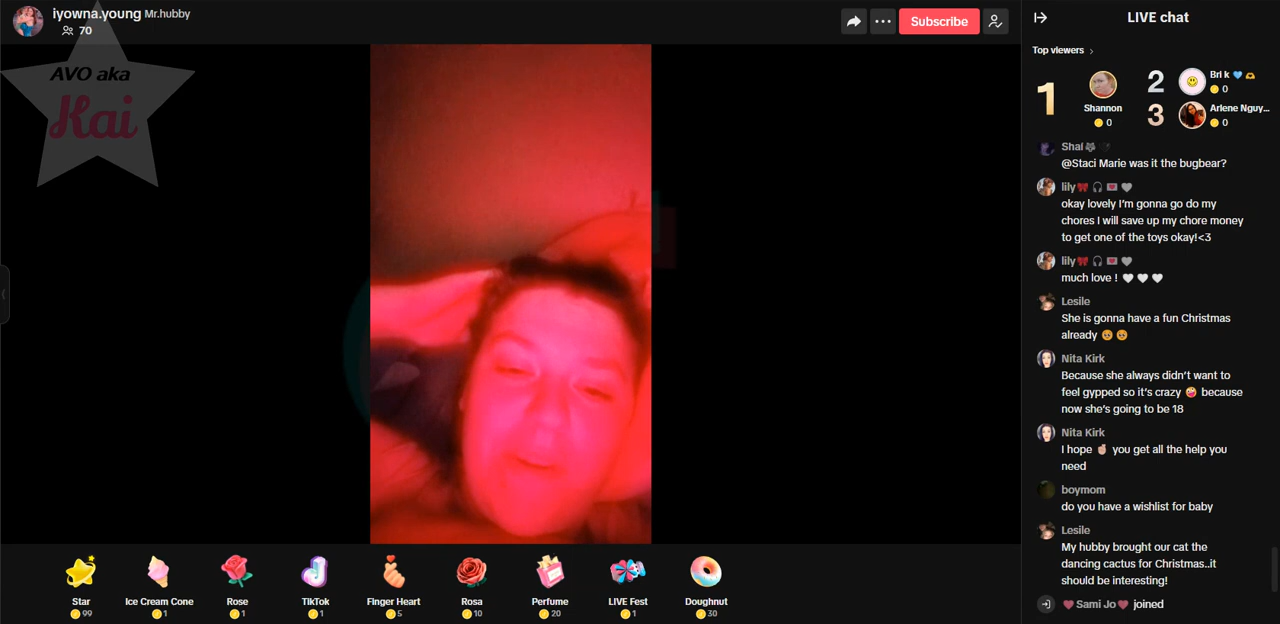 iyowna.young Mr.hubby
70
Subscribe
AVO aka
Kai
LIVE chat
Top viewers
1
Shannon
0
2
Bri k
0
3
Arlene Nguy...
0
Shai
@Staci Marie was it the bugbear?
lily
okay lovely I'm gonna go do my
chores I will save up my chore money
to get one of the toys okay!<3
lily
much love !
Lesile
She is gonna have a fun Christmas
already
Nita Kirk
Because she always didn't want to
feel gypped so it's crazy because
now she's going to be 18
Nita Kirk
I hope you get all the help you
need
boymom
do you have a wishlist for baby
Lesile
My hubby brought our cat the
dancing cactus for Christmas..it
should be interesting!
Sami Jo joined
Star
99
Ice Cream Cone
1
Rose
1
TikTok
1
Finger Heart
5
Rosa
10
Perfume
20
LIVE Fest
1
Doughnut
30